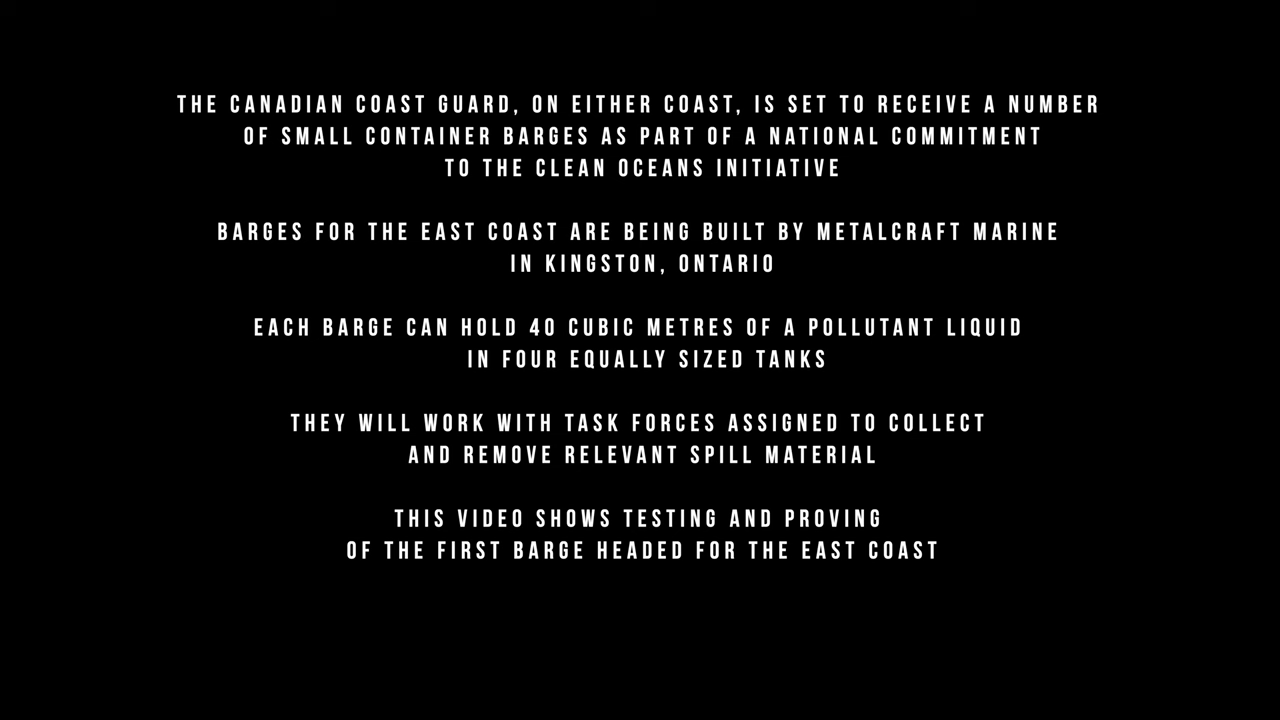 THE CANADIAN COAST GUARD, ON EITHER COAST, IS SET TO RECEIVE A NUMBER
OF SMALL CONTAINER BARGES AS PART OF A NATIONAL COMMITMENT
TO THE CLEAN OCEANS INITIATIVE
BARGES FOR THE EAST COAST ARE BEING BUILT BY METALCRAFT MARINE
IN KINGSTON, ONTARIO
EACH BARGE CAN HOLD 40 CUBIC METRES OF A POLLUTANT LIQUID
IN FOUR EQUALLY SIZED TANKS
THEY WILL WORK WITH TASK FORCES ASSIGNED TO COLLECT
AND REMOVE RELEVANT SPILL MATERIAL
THIS VIDEO SHOWS TESTING AND PROVING
OF THE FIRST BARGE HEADED FOR THE EAST COAST